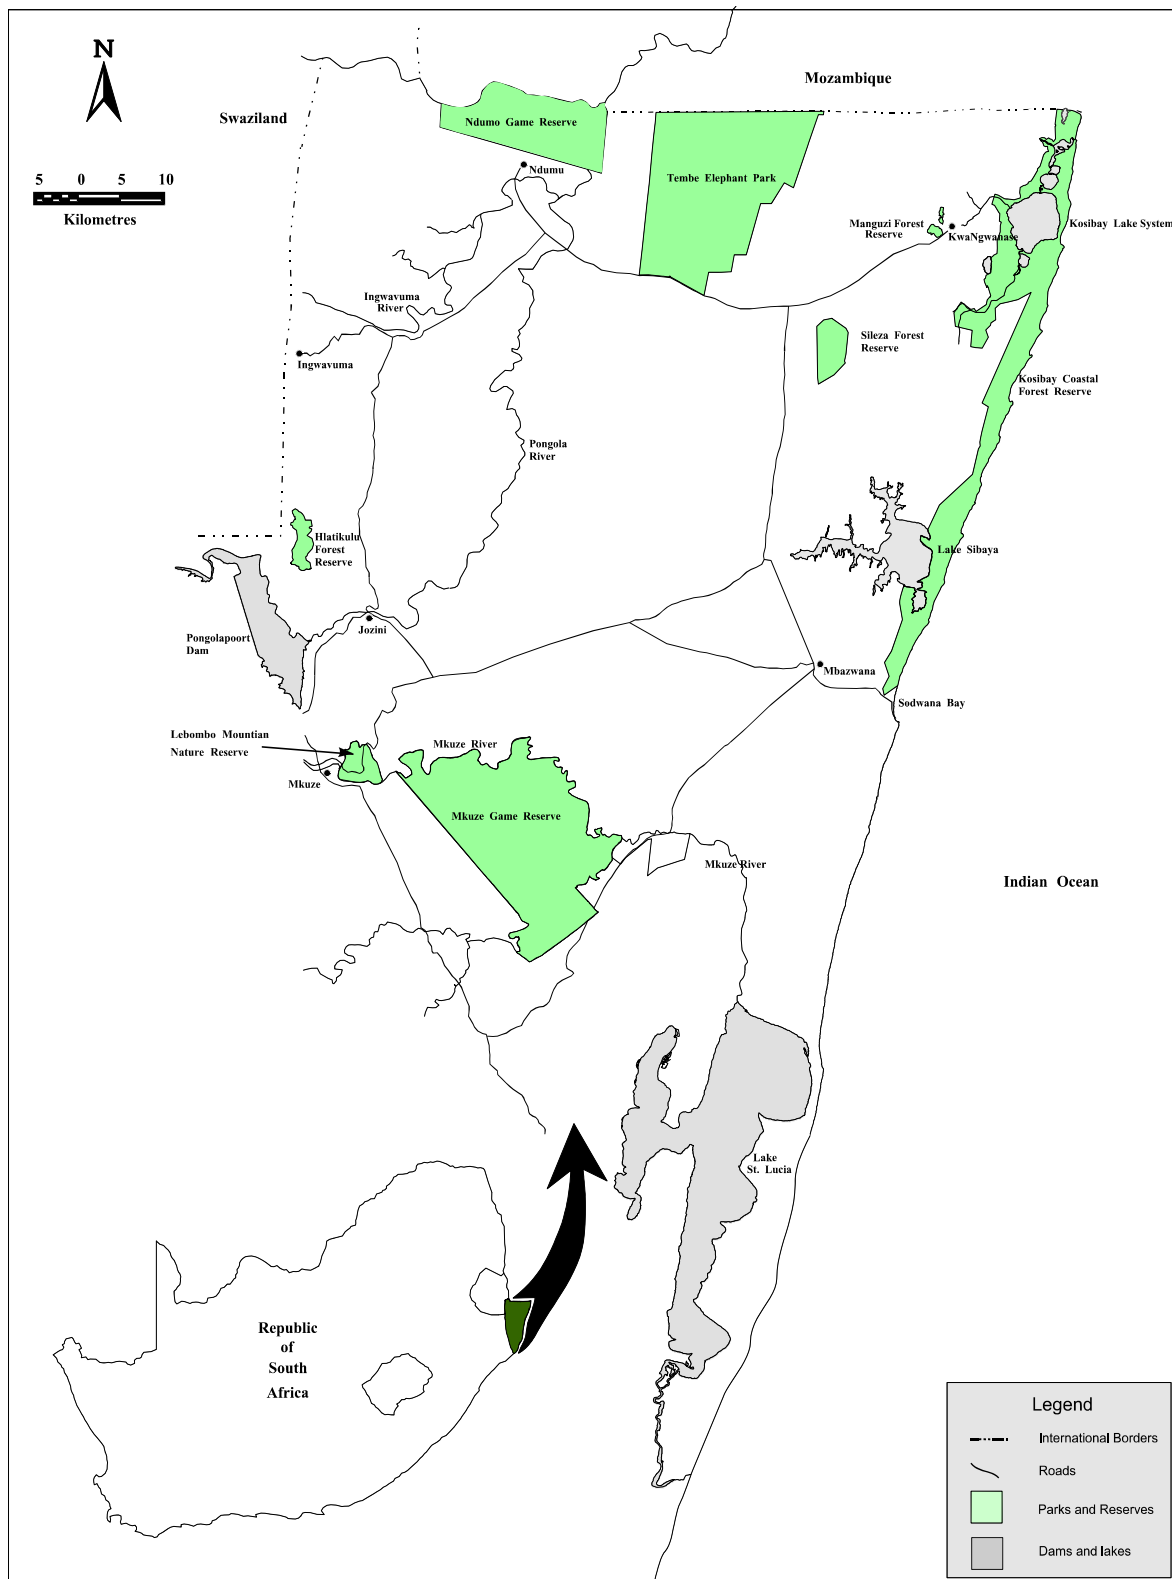 Mozambique
N
Swaziland
Ndumo Game Reserve
Ndumu
Tembe Elephant Park
5 0 5 10
Kilometres
Manguzi Forest
Reserve
KwaNgwanase
Kosibay Lake System
Ingwavuma
River
Ingwavuma
Sileza Forest
Reserve
Kosibay Coastal
Forest Reserve
Pongola
River
Hlatikulu
Forest
Reserve
Lake Sibaya
Pongolapoort
Dam
Jozini
Mbazwana
Sodwana Bay
Lebombo Mountian
Nature Reserve
Mkuze River
Mkuze
Mkuze Game Reserve
Mkuze River
Indian Ocean
Lake
St. Lucia
Republic
of
South
Africa
Legend
International Borders
Roads
Parks and Reserves
Dams and lakes